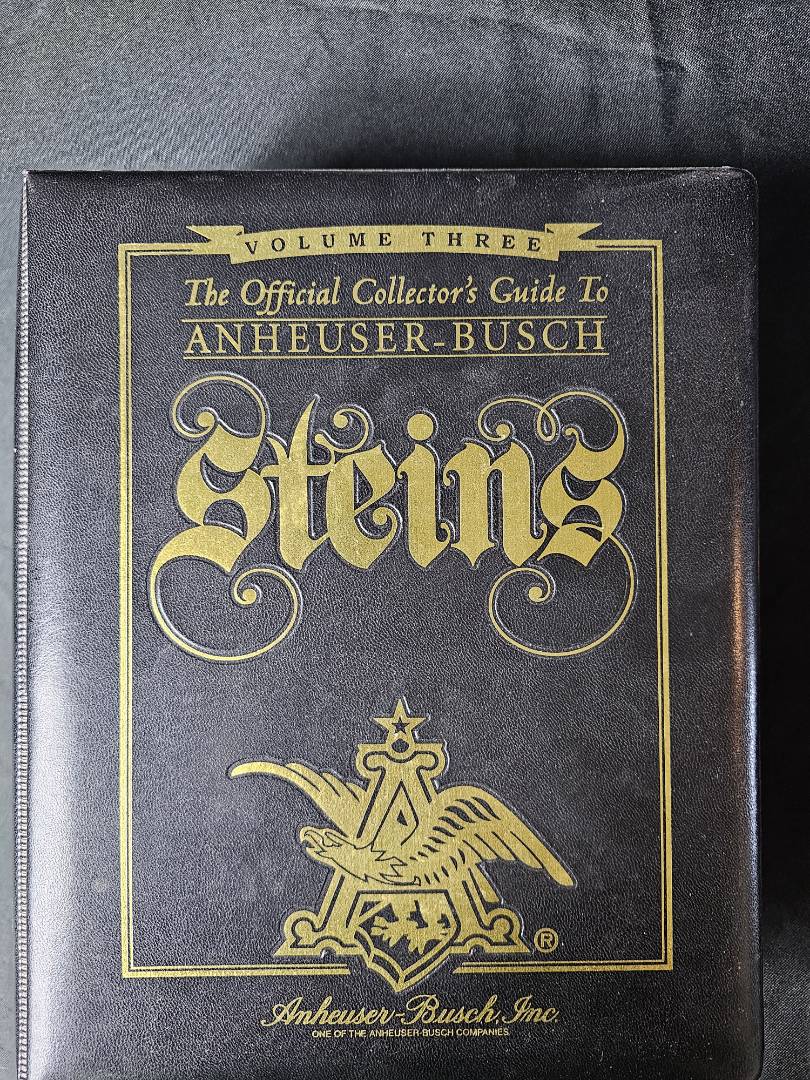 VOLUME THREE
The Official Collector's Guide To
ANHEUSER-BUSCH
Steins
A
®
Anheuser-Busch, Inc.
ONE OF THE ANHEUSER-BUSCH COMPANIES